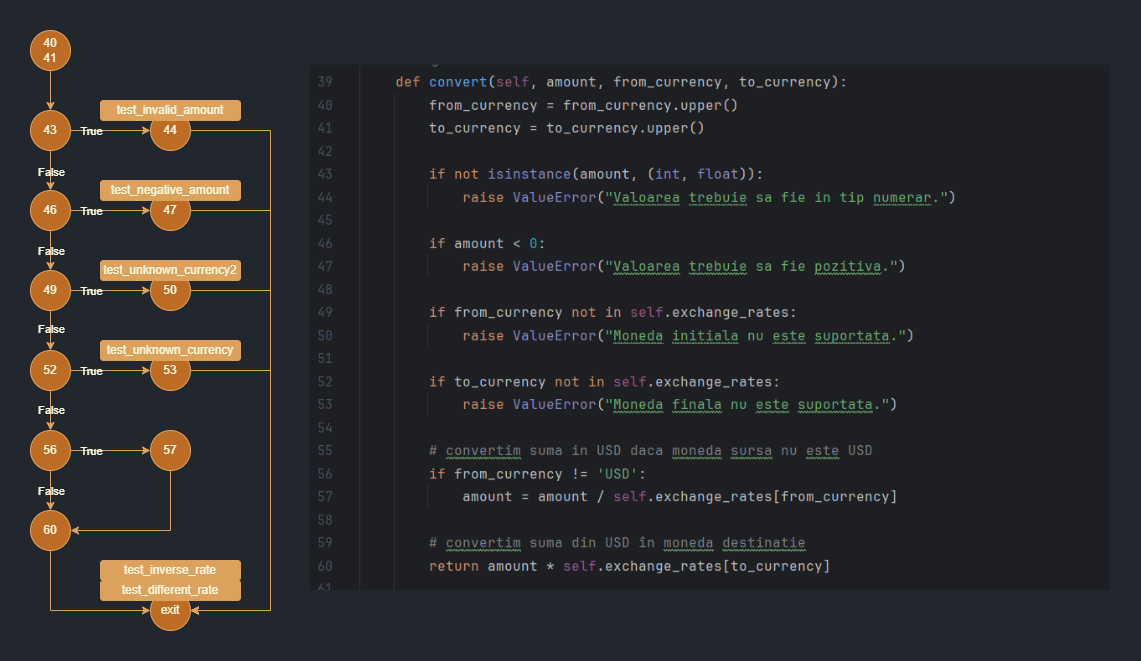 40
41
43
True
test_invalid_amount
44
False
46
True
test_negative_amount
47
False
49
True
test_unknown_currency2
50
False
52
True
test_unknown_currency
53
False
56
True
57
False
60
test_inverse_rate
test_different_rate
exit
39 def convert(self, amount, from_currency, to_currency):
40 from_currency = from_currency.upper()
41 to_currency = to_currency.upper()
42
43 if not isinstance(amount, (int, float)):
44 raise ValueError("Valoarea trebuie sa fie in tip numerar.")
45
46 if amount < 0:
47 raise ValueError("Valoarea trebuie sa fie pozitiva.")
48
49 if from_currency not in self.exchange_rates:
50 raise ValueError("Moneda initiala nu este suportata.")
51
52 if to_currency not in self.exchange_rates:
53 raise ValueError("Moneda finala nu este suportata.")
54
55 # convertim suma in USD daca moneda sursa nu este USD
56 if from_currency != 'USD':
57 amount = amount / self.exchange_rates[from_currency]
58
59 # convertim suma din USD în moneda destinatie
60 return amount * self.exchange_rates[to_currency]
61